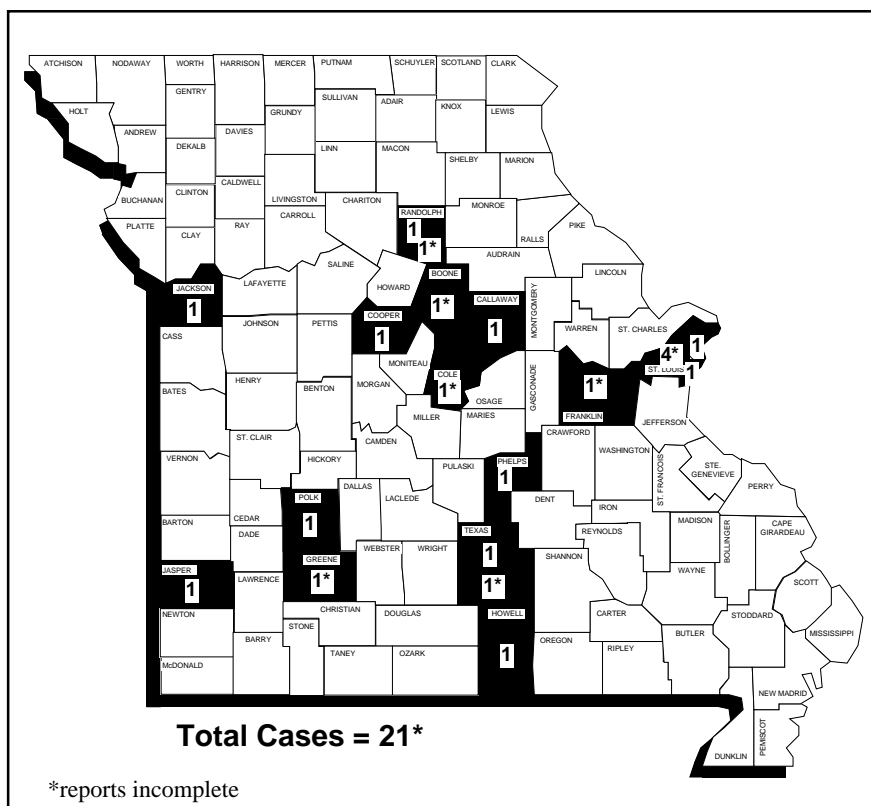 ATCHISON NODAWAY WORTH HARRISON MERCER PUTNAM SCHUYLER SCOTLAND CLARK
GENTRY
HOLT
SULLIVAN ADAIR
GRUNDY KNOX LEWIS
ANDREW DAVIES
DEKALB LINN MACON
SHELBY MARION
CALDWELL
CLINTON
BUCHANAN LIVINGSTON CHARITON
CARROLL RANDOLPH MONROE
PLATTE RAY 1 RALLS PIKE
CLAY 1*
AUDRAIN
SALINE BOONE LINCOLN
JACKSON LAFAYETTE HOWARD
1 1* CALLAWAY MONTGOMERY
COOPER 1 WARREN ST. CHARLES
JOHNSON PETTIS 1
CASS 1
4*
MONITEAU ST. LOUIS 1
COLE 1*
HENRY MORGAN 1* GASCONADE
BATES BENTON OSAGE
FRANKLIN
MILLER MARIES JEFFERSON
ST. CLAIR CRAWFORD
CAMDEN WASHINGTON
VERNON HICKORY PHELPS ST. FRANCOIS STE.
GENEVIEVE
PULASKI 1
DALLAS PERRY
POLK LACLEDE DENT
CEDAR IRON
BARTON 1 MADISON BOLLINGER CAPE
GIRARDEAU
DADE TEXAS REYNOLDS
WEBSTER WRIGHT 1 SHANNON
GREENE
JASPER 1* WAYNE
1 LAWRENCE 1* SCOTT
CHRISTIAN DOUGLAS HOWELL CARTER STODDARD
NEWTON
STONE MISSISSIPPI
BARRY OREGON BUTLER
McDONALD TANEY OZARK 1 RIPLEY
NEW MADRID
PEMISCOT
Total Cases = 21*
DUNKLIN
*reports incomplete